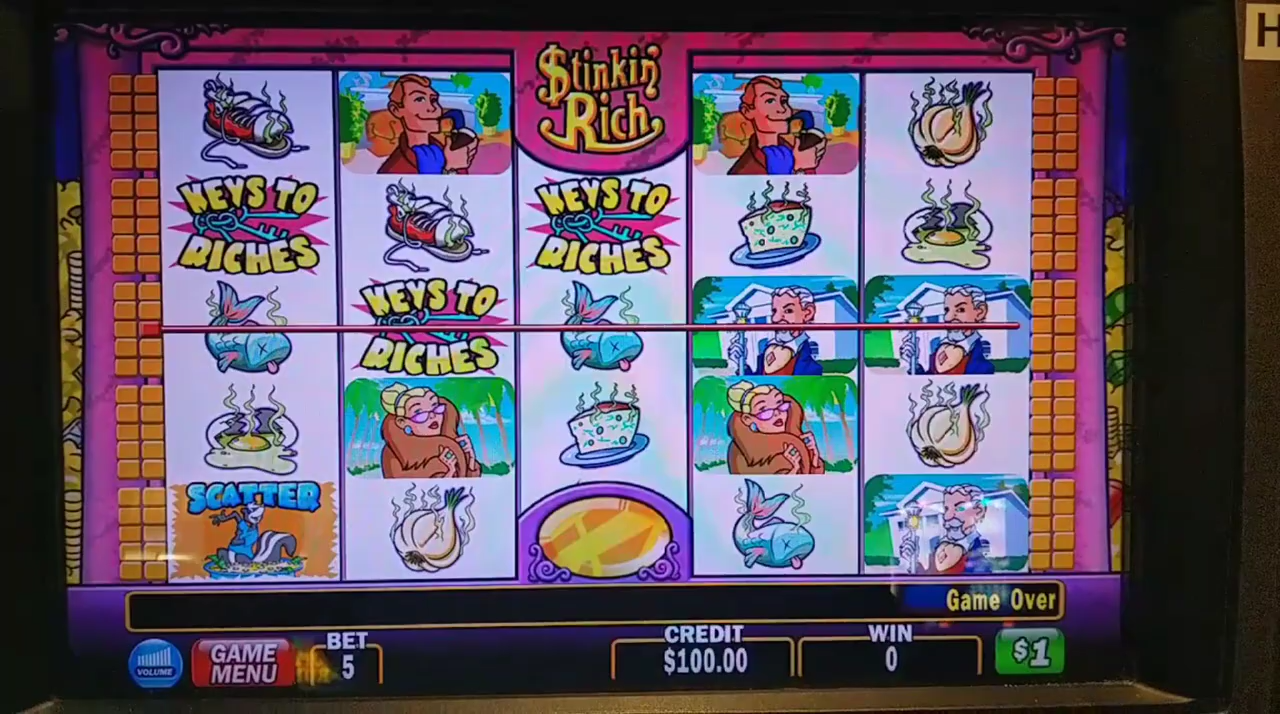 H
$tinkin'
Rich
KEYS TO
RICHES
KEYS TO
RICHES
KEYS TO
RICHES
SCATTER
Game Over
VOLUME
GAME
MENU
BET
5
CREDIT
$100.00
WIN
0
$1